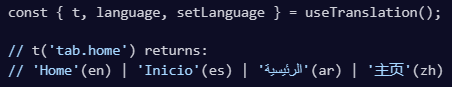 const { t, language, setLanguage } = useTranslation();
// t('tab.home') returns:
// 'Home'(en) | 'Inicio'(es) | 'الرئيسية'(ar) | '主页'(zh)